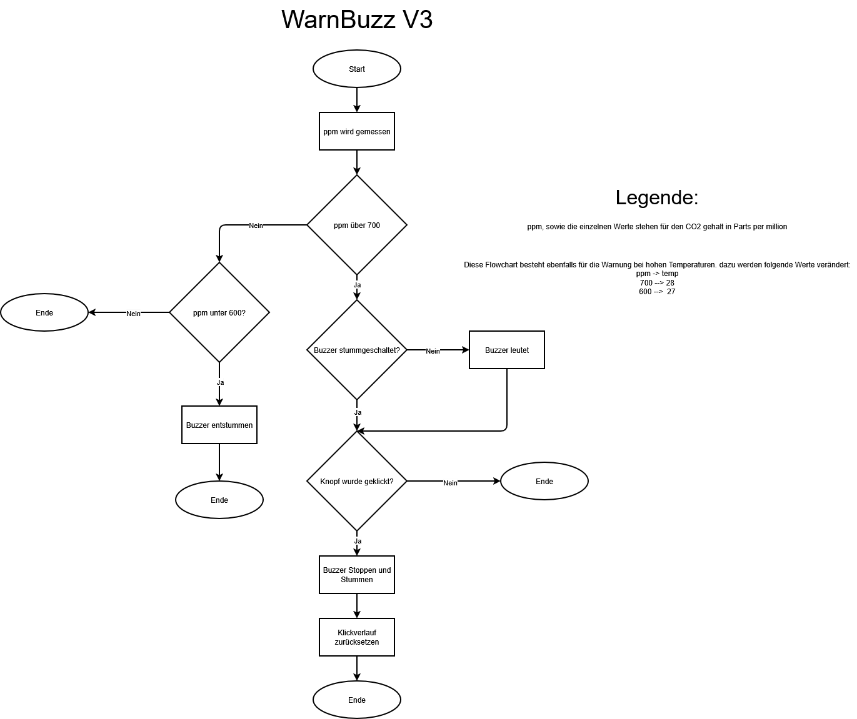 WarnBuzz V3
Start
ppm wird gemessen
ppm über 700
Nein
Ja
ppm unter 600?
Nein
Ende
Ja
Buzzer entstummen
Ende
Buzzer stummgeschaltet?
Nein
Buzzer leutet
Ja
Knopf wurde geklickt?
Nein
Ende
Ja
Buzzer Stoppen und
Stummen
Klickverlauf
zurücksetzen
Ende
Legende:
ppm, sowie die einzelnen Werte stehen für den CO2 gehalt in Parts per million
Diese Flowchart besteht ebenfalls für die Warnung bei hohen Temperaturen. dazu werden folgende Werte verändert:
ppm -> temp
700 --> 28
600 --> 27